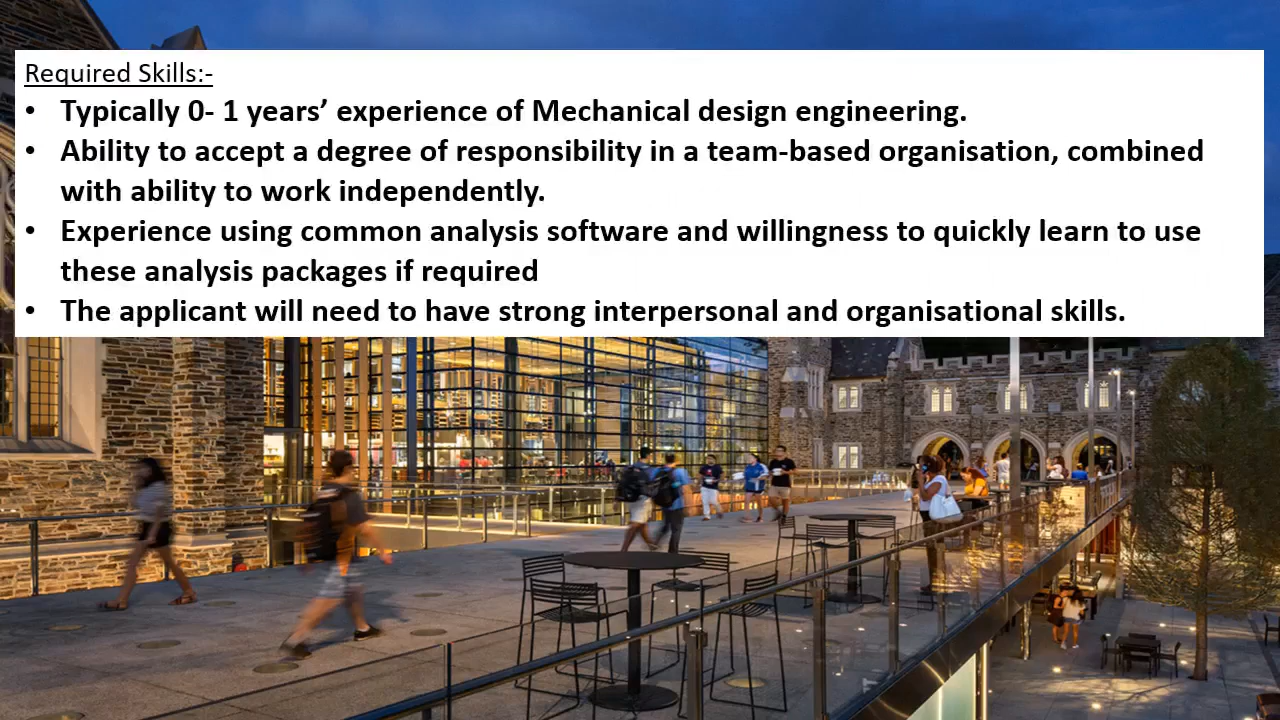 Required Skills:-
• Typically 0- 1 years’ experience of Mechanical design engineering.
• Ability to accept a degree of responsibility in a team-based organisation, combined
with ability to work independently.
• Experience using common analysis software and willingness to quickly learn to use
these analysis packages if required
• The applicant will need to have strong interpersonal and organisational skills.